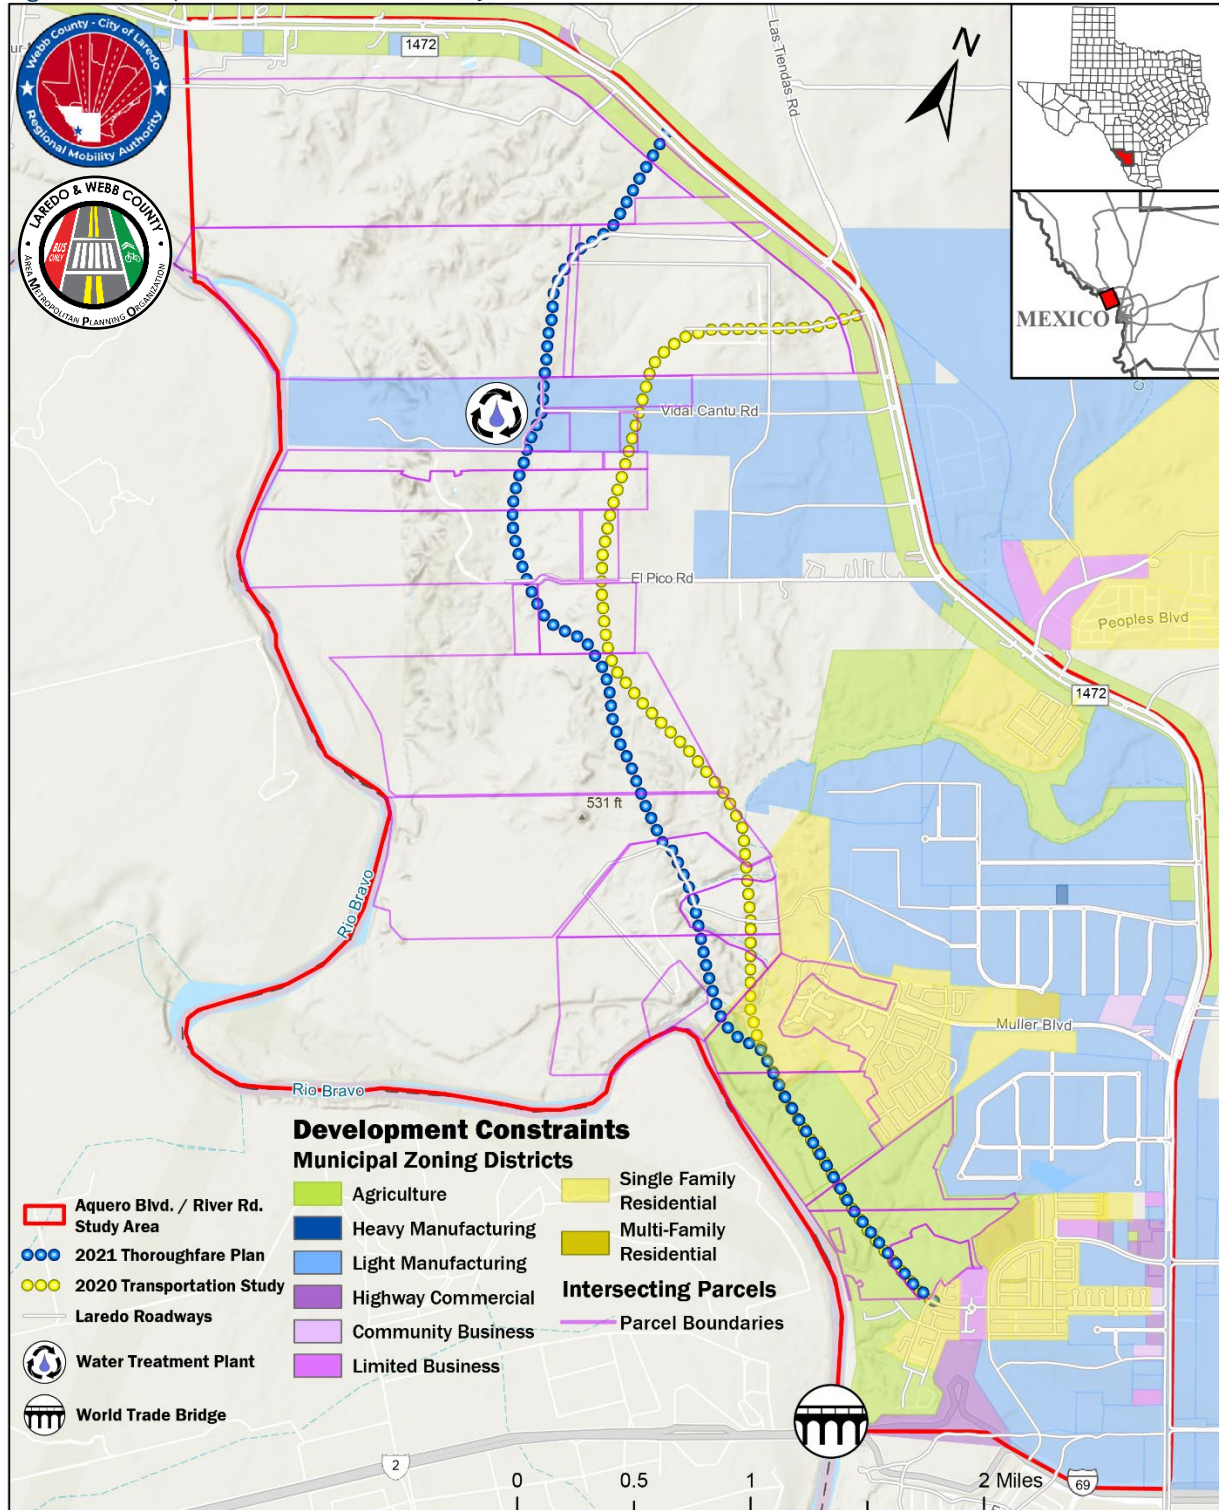 Webb County - City of Laredo
Regional Mobility Authority
LAREDO & WEBB COUNTY
AREA METROPOLITAN PLANNING ORGANIZATION
BUS
ONLY
1472
Las-Tiendas Rd
N
MEXICO
Vidal Cantu Rd
El Pico Rd
Peoples Blvd
1472
531 ft
Rio Bravo
Muller Blvd
Rio Bravo
Development Constraints
Municipal Zoning Districts
Agriculture
Heavy Manufacturing
Light Manufacturing
Highway Commercial
Community Business
Limited Business
Single Family
Residential
Multi-Family
Residential
Intersecting Parcels
Parcel Boundaries
Aquero Blvd. / River Rd.
Study Area
2021 Thoroughfare Plan
2020 Transportation Study
Laredo Roadways
Water Treatment Plant
World Trade Bridge
2
0 0.5 1 2 Miles
69